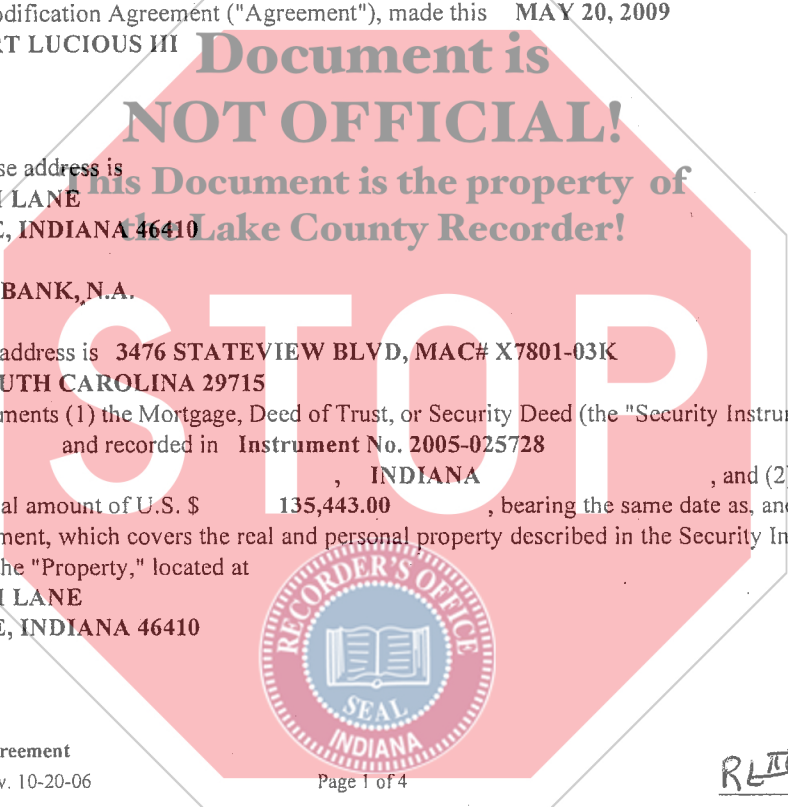 odification Agreement ("Agreement"), made this MAY 20, 2009
RT LUCIOUS III
Document is
NOT OFFICIAL!
se address is
This Document is the property of
LANE
the Lake County Recorder!
E, INDIANA 46410
BANK, N.A.
STOP
address is 3476 STATEVIEW BLVD, MAC# X7801-03K
UTH CAROLINA 29715
ments (1) the Mortgage, Deed of Trust, or Security Deed (the "Security Instru
and recorded in Instrument No. 2005-025728
, INDIANA , and (2)
al amount of U.S. $ 135,443.00 , bearing the same date as, and
ment, which covers the real and personal property described in the Security In
he "Property," located at
LANE
E, INDIANA 46410
RECORDER'S OFFICE
SEAL
INDIANA
reement
v. 10-20-06 Page 1 of 4
RL III